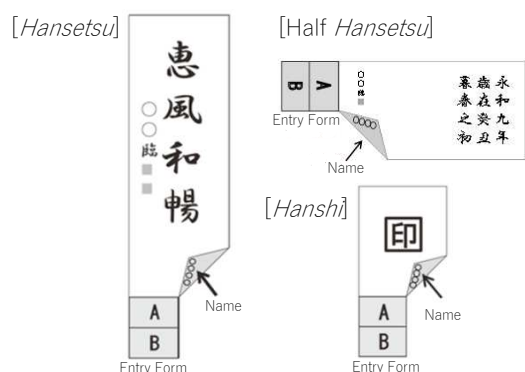 [Hansetsu]
恵風和暢
○○臨■■
○○○○
Name
A
B
Entry Form
[Half Hansetsu]
永和九年
歳在癸丑
暮春之初
○○臨■
○○○○
Name
A
B
Entry Form
[Hanshi]
印
○○○○
Name
A
B
Entry Form